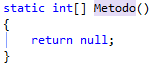 static int[] Metodo()
{
    return null;
}